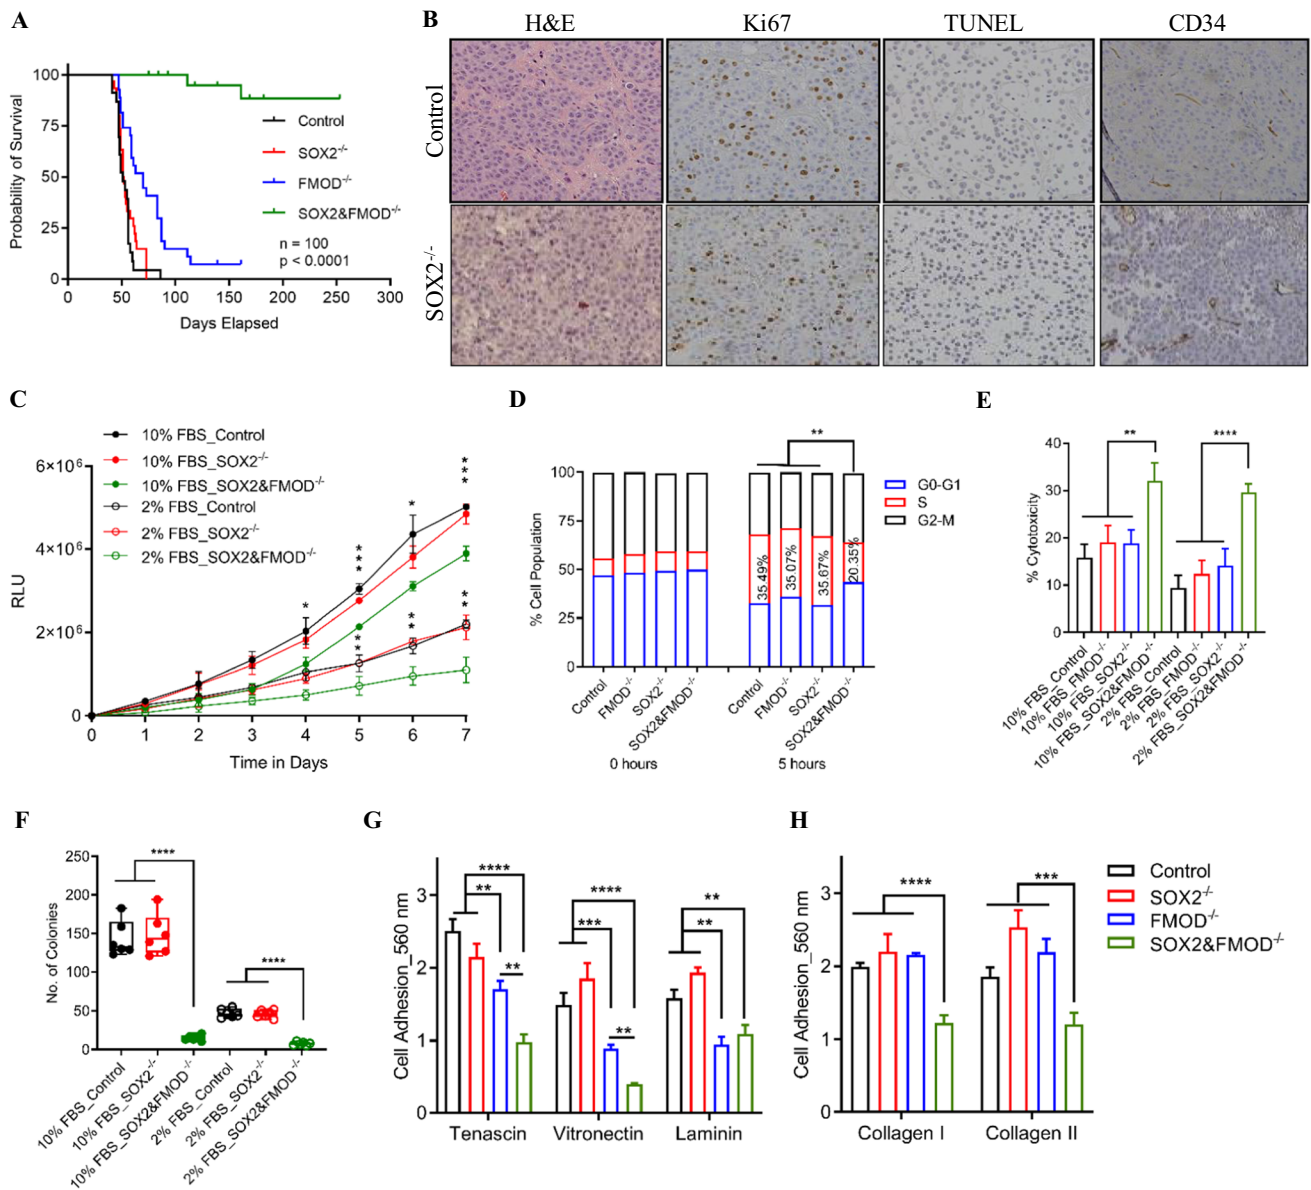 A
100
75
50
25
0
Probability of Survival
0 50 100 150 200 250 300
Days Elapsed
Control
SOX2-/-
FMOD-/-
SOX2&FMOD-/-
n = 100
p < 0.0001
B
H&E Ki67 TUNEL CD34
Control
SOX2-/-
C
10% FBS_Control
10% FBS_SOX2-/-
10% FBS_SOX2&FMOD-/-
2% FBS_Control
2% FBS_SOX2-/-
2% FBS_SOX2&FMOD-/-
6×10⁶
4×10⁶
2×10⁶
0
RLU
* *** ** * ** *** **
0 1 2 3 4 5 6 7
Time in Days
D
**
100
75
50
25
0
% Cell Population
35.49% 35.07% 35.67% 20.35%
G0-G1
S
G2-M
Control FMOD-/- SOX2-/- SOX2&FMOD-/- Control FMOD-/- SOX2-/- SOX2&FMOD-/-
0 hours 5 hours
E
** ****
40
30
20
10
0
% Cytotoxicity
10% FBS_Control
10% FBS_FMOD-/-
10% FBS_SOX2-/-
10% FBS_SOX2&FMOD-/-
2% FBS_Control
2% FBS_FMOD-/-
2% FBS_SOX2-/-
2% FBS_SOX2&FMOD-/-
F
**** ****
250
200
150
100
50
0
No. of Colonies
10% FBS_Control
10% FBS_SOX2-/-
10% FBS_SOX2&FMOD-/-
2% FBS_Control
2% FBS_SOX2-/-
2% FBS_SOX2&FMOD-/-
G
**** ** ** **** *** ** ** **
3
2
1
0
Cell Adhesion_560 nm
Tenascin Vitronectin Laminin
H
**** ***
3
2
1
0
Cell Adhesion_560 nm
Collagen I Collagen II
Control
SOX2-/-
FMOD-/-
SOX2&FMOD-/-